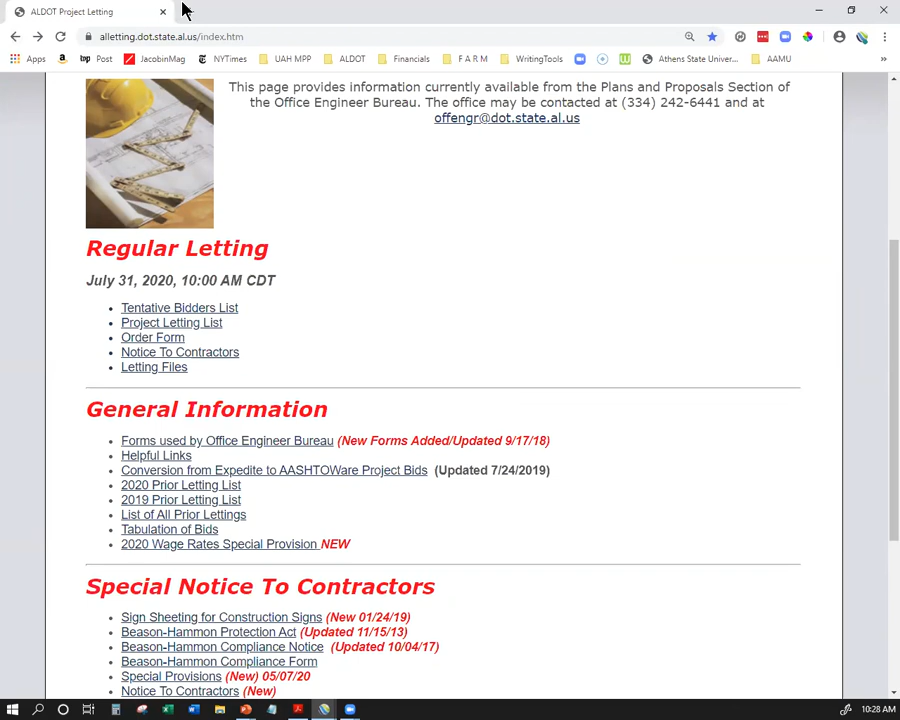 ALDOT Project Letting
alletting.dot.state.al.us/index.htm
Apps
bp Post
JacobinMag
NYTimes
UAH MPP
ALDOT
Financials
F A R M
WritingTools
Athens State Univer...
AAMU
This page provides information currently available from the Plans and Proposals Section of
the Office Engineer Bureau. The office may be contacted at (334) 242-6441 and at
offengr@dot.state.al.us
Regular Letting
July 31, 2020, 10:00 AM CDT
Tentative Bidders List
Project Letting List
Order Form
Notice To Contractors
Letting Files
General Information
Forms used by Office Engineer Bureau (New Forms Added/Updated 9/17/18)
Helpful Links
Conversion from Expedite to AASHTOWare Project Bids (Updated 7/24/2019)
2020 Prior Letting List
2019 Prior Letting List
List of All Prior Lettings
Tabulation of Bids
2020 Wage Rates Special Provision NEW
Special Notice To Contractors
Sign Sheeting for Construction Signs (New 01/24/19)
Beason-Hammon Protection Act (Updated 11/15/13)
Beason-Hammon Compliance Notice (Updated 10/04/17)
Beason-Hammon Compliance Form
Special Provisions (New) 05/07/20
Notice To Contractors (New)
10:28 AM